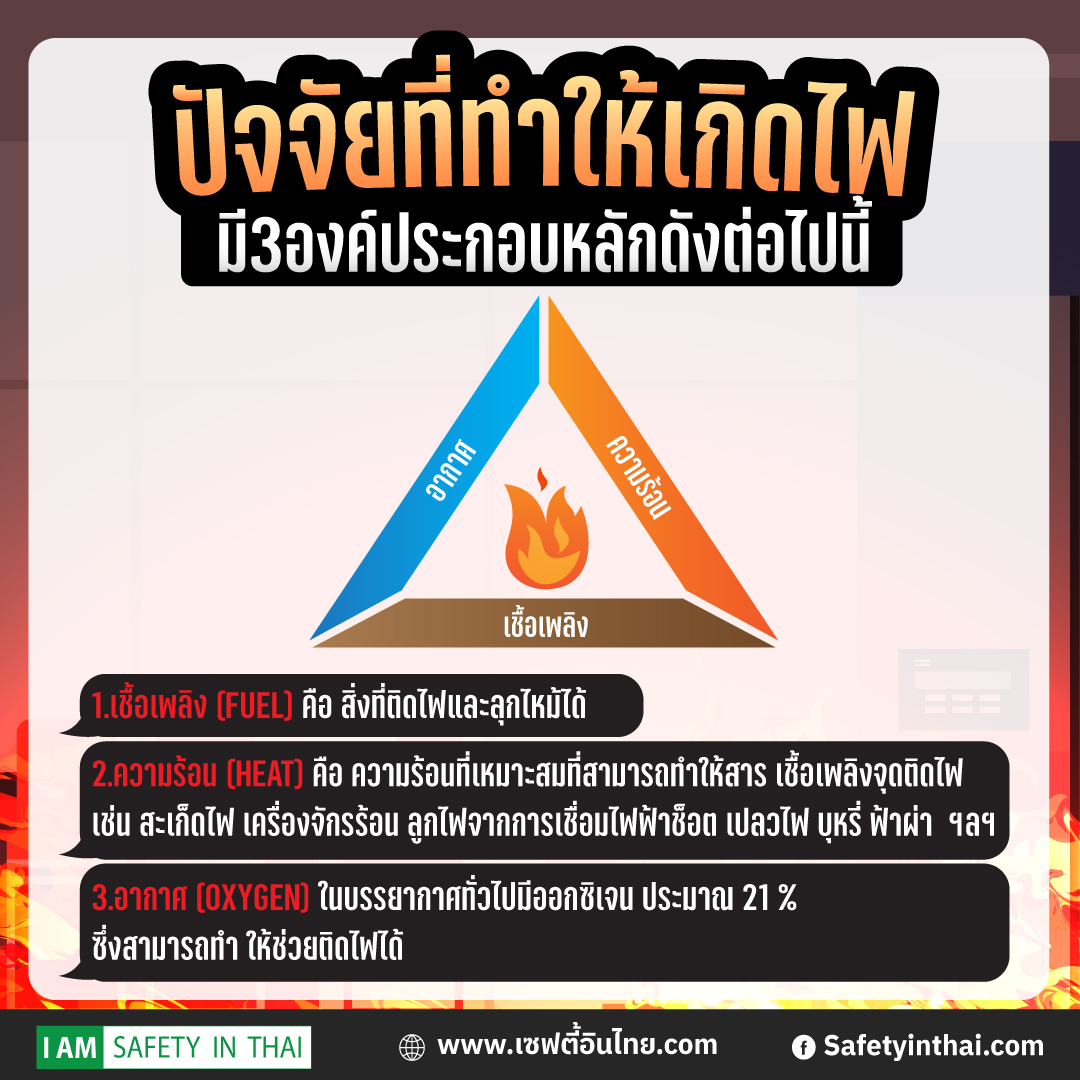 ปัจจัยที่ทำให้เกิดไฟ
มี3องค์ประกอบหลักดังต่อไปนี้
อากาศ
ความร้อน
เชื้อเพลิง
1.เชื้อเพลิง (FUEL) คือ สิ่งที่ติดไฟและลุกไหม้ได้
2.ความร้อน (HEAT) คือ ความร้อนที่เหมาะสมที่สามารถทำให้สาร เชื้อเพลิงจุดติดไฟ
เช่น สะเก็ดไฟ เครื่องจักรร้อน ลูกไฟจากการเชื่อมไฟฟ้าช็อต เปลวไฟ บุหรี่ ฟ้าผ่า ฯลฯ
3.อากาศ (OXYGEN) ในบรรยากาศทั่วไปมีออกซิเจน ประมาณ 21 %
ซึ่งสามารถทำ ให้ช่วยติดไฟได้
I AM SAFETY IN THAI
www.เซฟตี้อินไทย.com
Safetyinthai.com